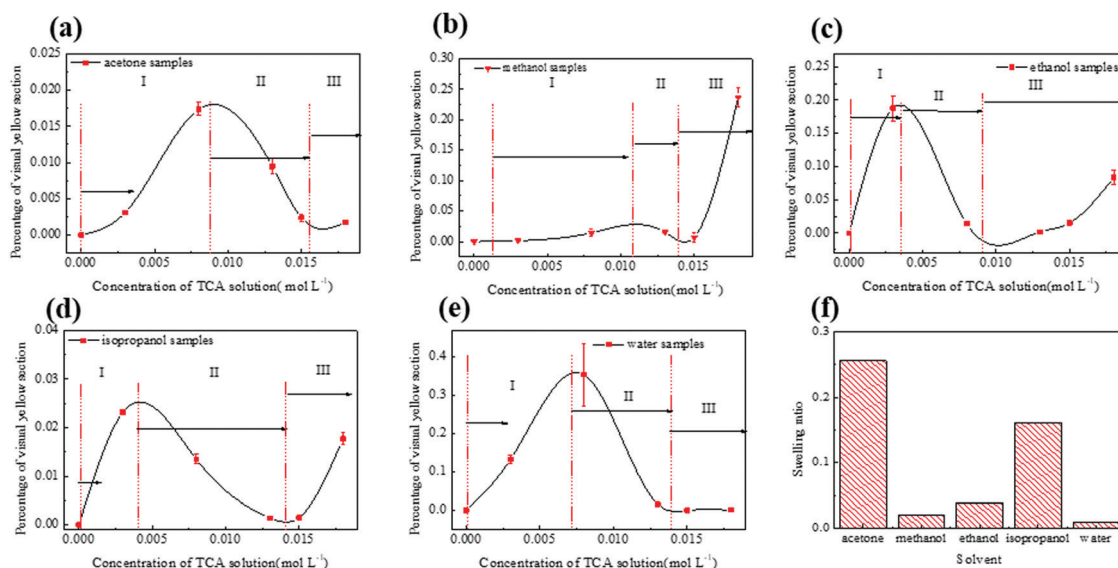 (a)
acetone samples
I
II
III
0.025
0.020
0.015
0.010
0.005
0.000
Percentage of visual yellow section
0.000
0.005
0.010
0.015
Concentration of TCA solution( mol L⁻¹)
(b)
methanol samples
I
II
III
0.30
0.25
0.20
0.15
0.10
0.05
0.00
Percentage of visual yellow section
0.000
0.005
0.010
0.015
Concentration of TCA solution( mol L⁻¹)
(c)
ethanol samples
I
II
III
0.25
0.20
0.15
0.10
0.05
0.00
Percentage of visual yellow section
0.000
0.005
0.010
0.015
Concentration of TCA solution( mol L⁻¹)
(d)
isopropanol samples
I
II
III
0.04
0.03
0.02
0.01
0.00
Percentage of visual yellow section
0.000
0.005
0.010
0.015
Concentration of TCA solution(mol L⁻¹)
(e)
water samples
I
II
III
0.4
0.3
0.2
0.1
0.0
Percentage of visual yellow section
0.000
0.005
0.010
0.015
Concentration of TCA solution(mol L⁻¹)
(f)
0.3
0.2
0.1
0.0
Swelling ratio
acetone
methanol
ethanol
isopropanol
water
Solvent